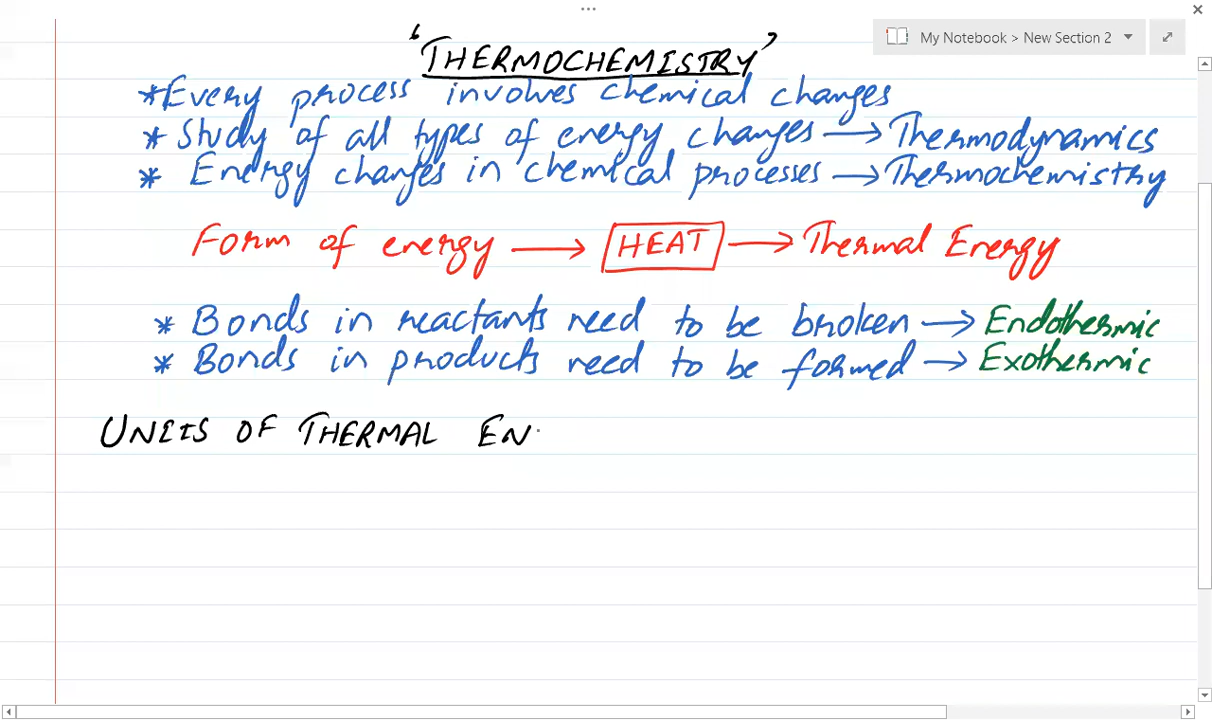 ...
My Notebook > New Section 2
'THERMOCHEMISTRY'
*Every process involves chemical changes
* Study of all types of energy changes → Thermodynamics
* Energy changes in chemical processes → Thermochemistry
Form of energy → HEAT → Thermal Energy
* Bonds in reactants need to be broken → Endothermic
* Bonds in products need to be formed → Exothermic
UNITS OF THERMAL EN